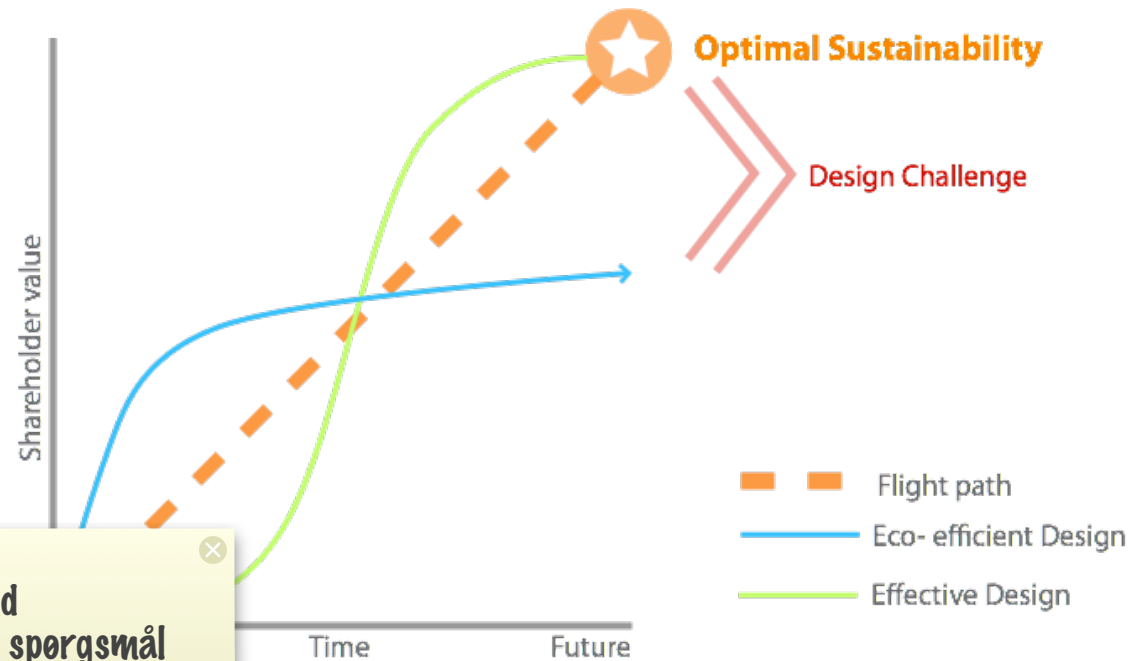 Optimal Sustainability
Design Challenge
Shareholder value
Flight path
Eco- efficient Design
Effective Design
d
spørgsmål
Time
Future